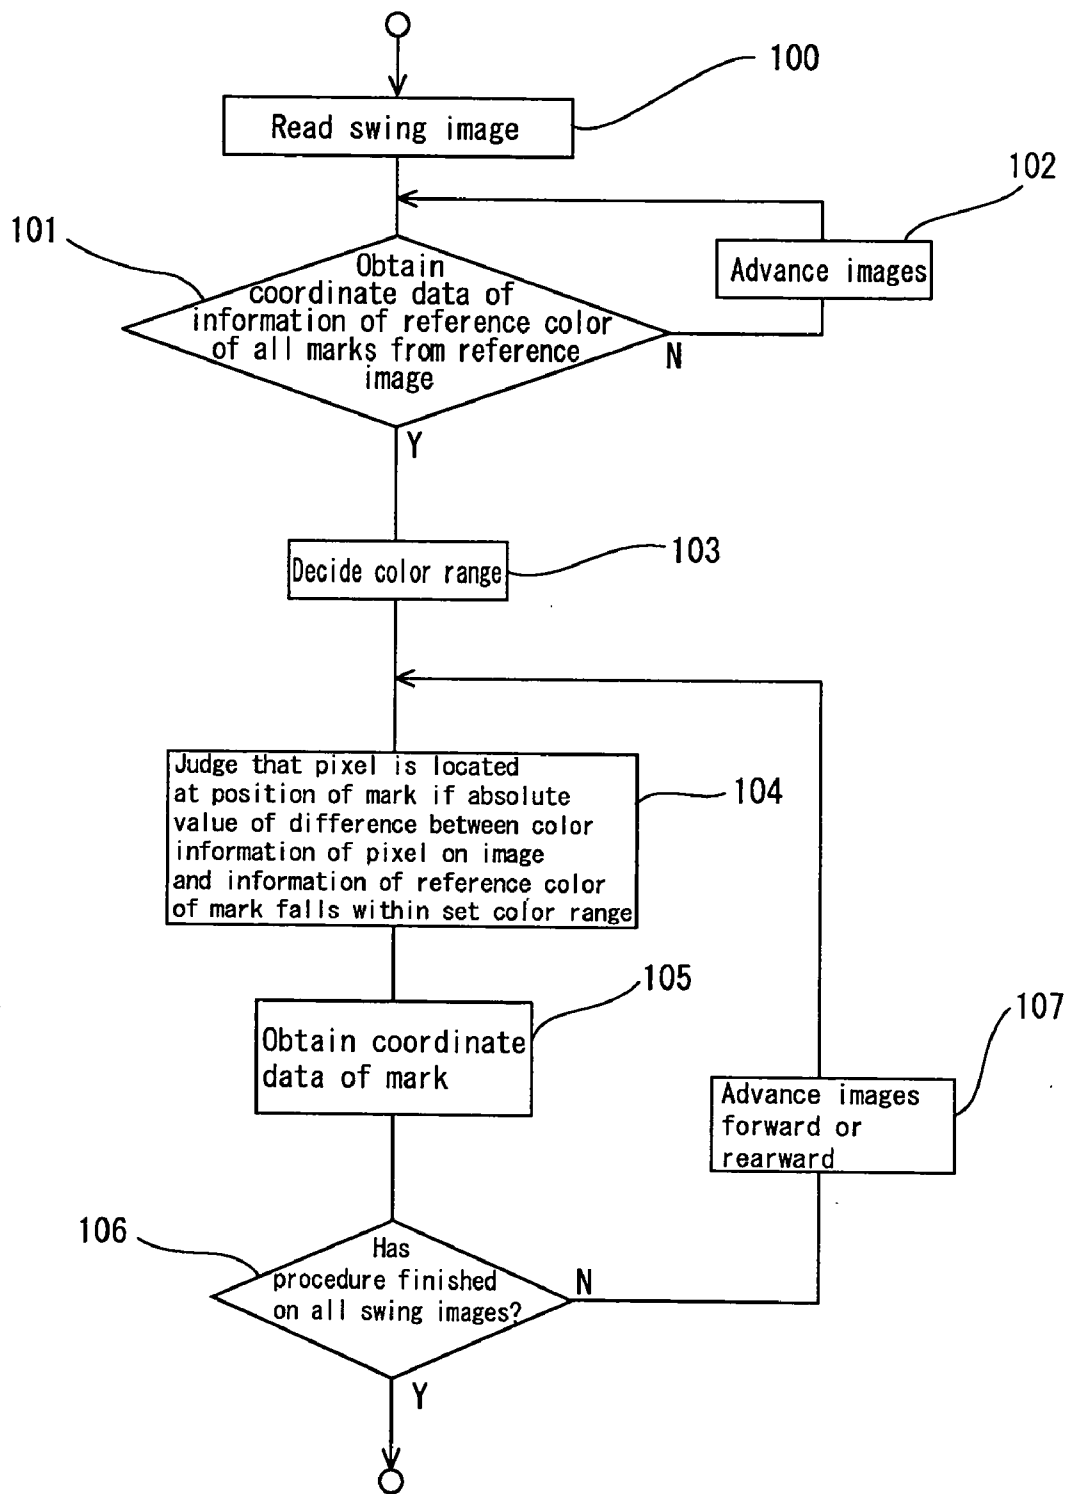 100
Read swing image
102
101
Advance images
Obtain
coordinate data of
information of reference color
of all marks from reference
image
N
Y
Decide color range
103
Judge that pixel is located
at position of mark if absolute
value of difference between color
information of pixel on image
and information of reference color
of mark falls within set color range
104
105
Obtain coordinate
data of mark
107
Advance images
forward or
rearward
106
Has
procedure finished
on all swing images?
N
Y